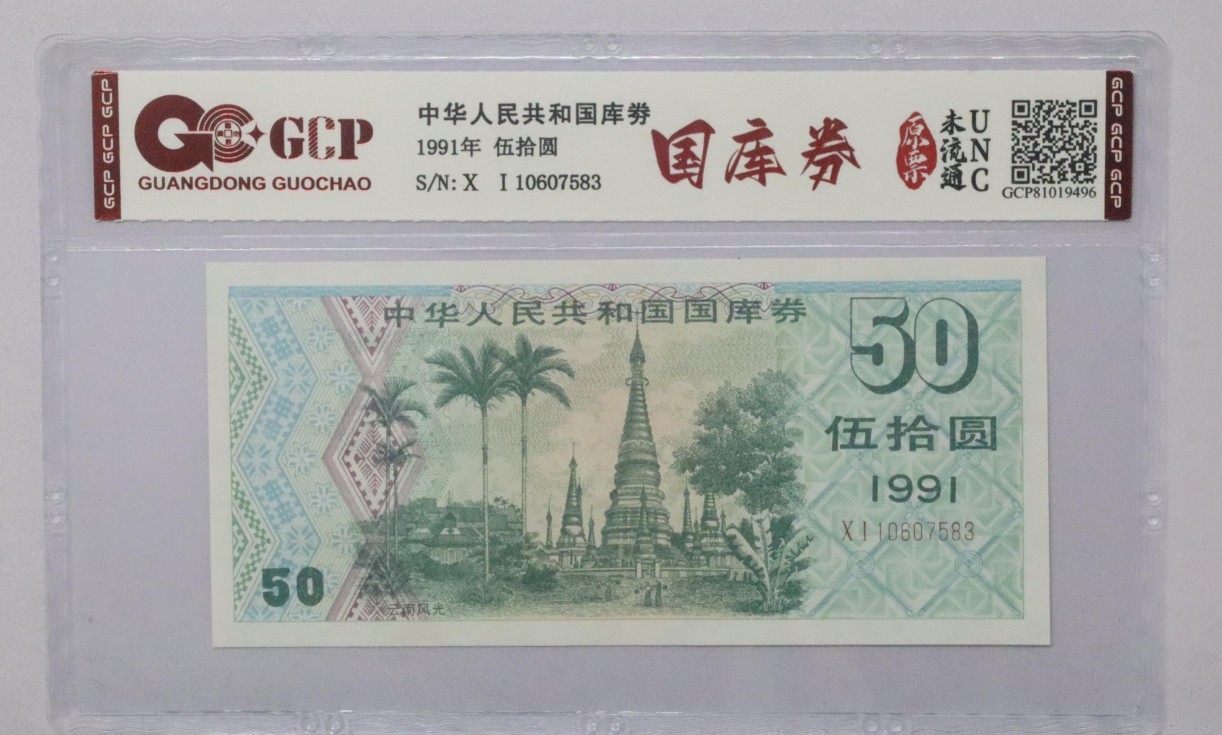 GCP GCP GCP
GCP
GUANGDONG GUOCHAO
中华人民共和国库券
1991年 伍拾圆
S/N: X I 10607583
国库券
原票
未流通
UNC
GCP81019496
GCP GCP GCP
中华人民共和国国库券
50
伍拾圆
1991
XI10607583
50
云南风光